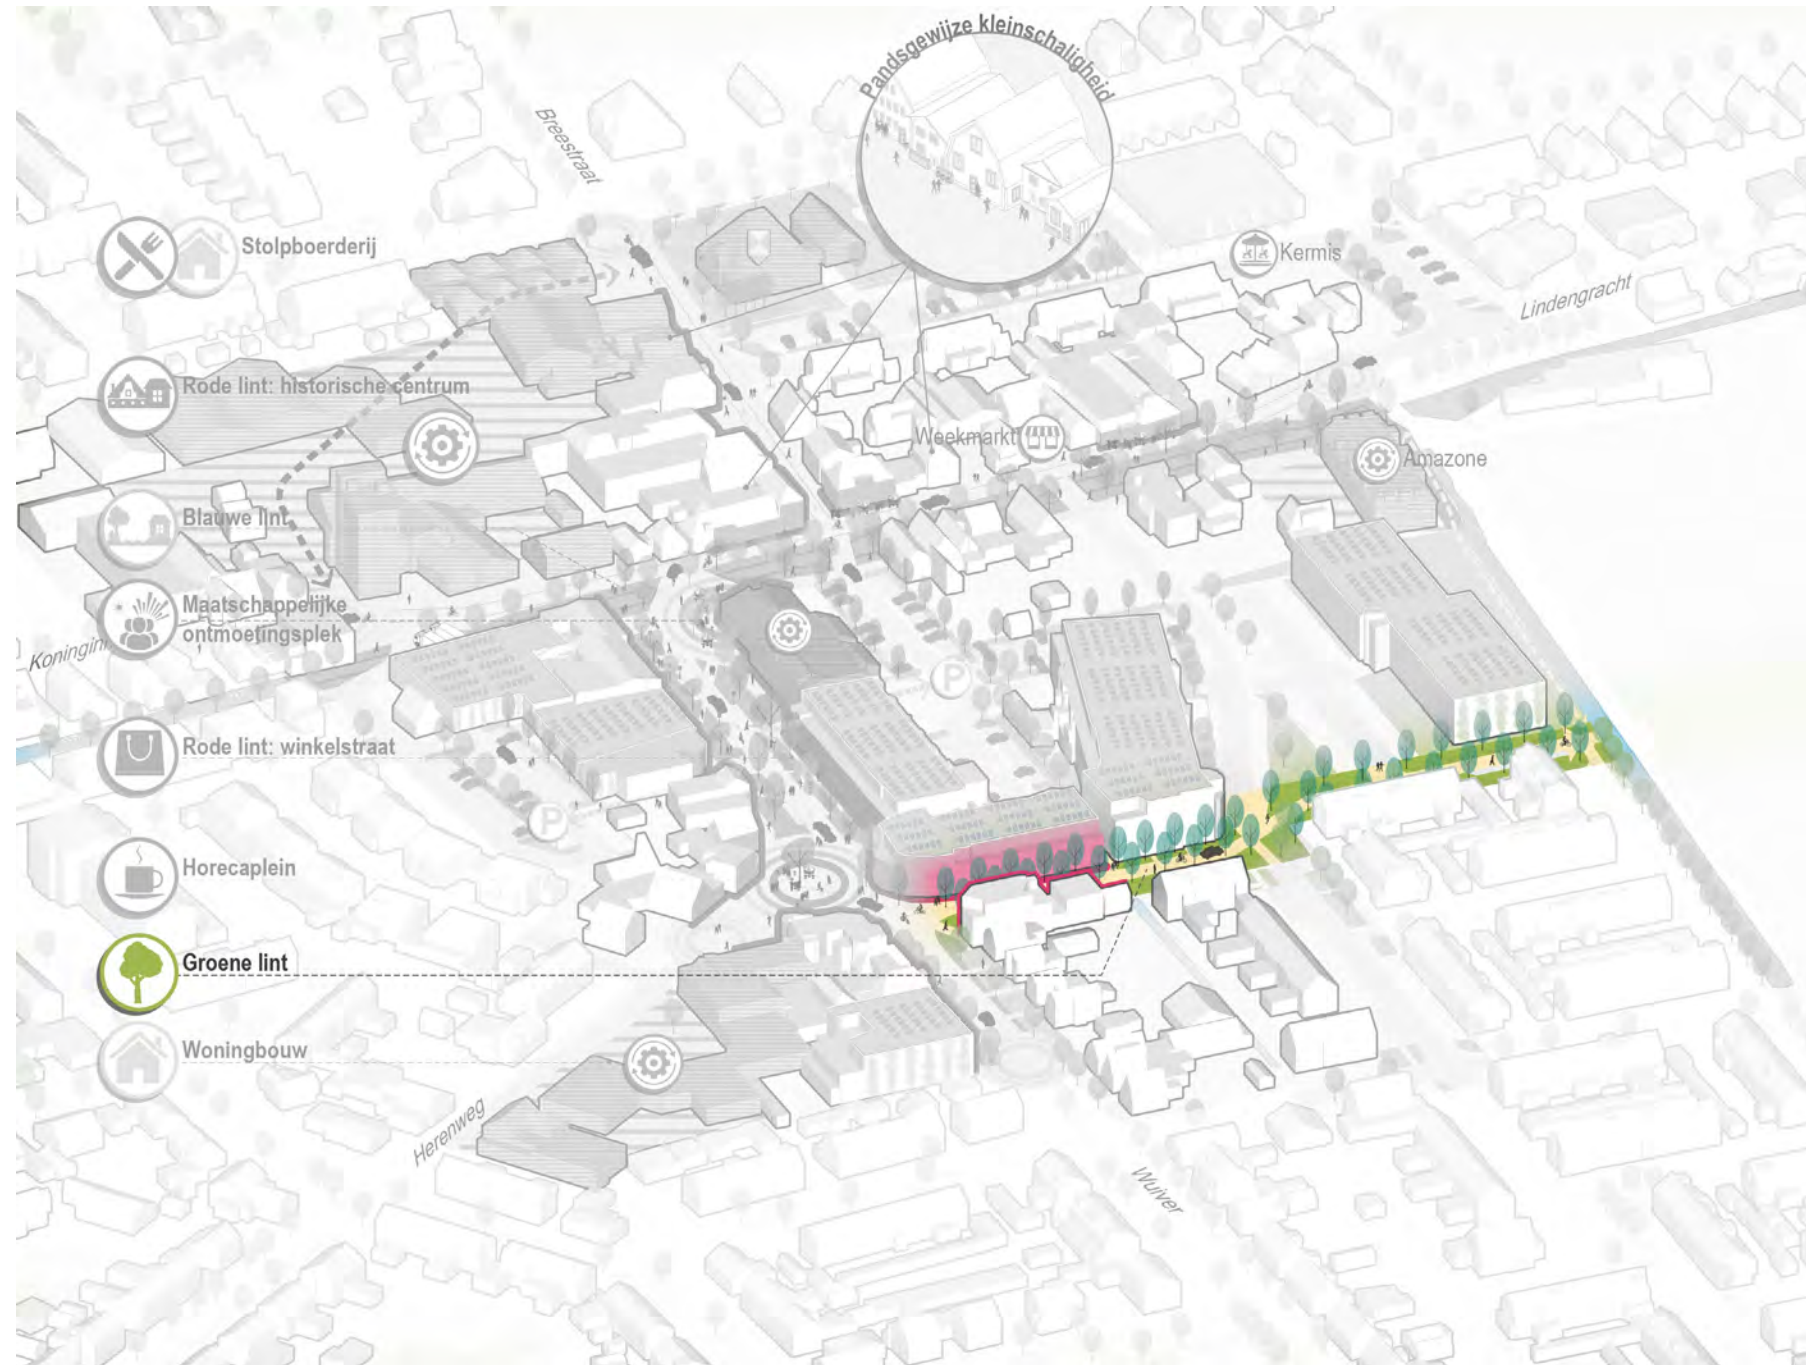 Pandsgewijze kleinschaligheid
Breestraat
Stolpboerderij
Kermis
Lindengracht
Rode lint: historische centrum
Weekmarkt
Amazone
Blauwe lint
Maatschappelijke
ontmoetingsplek
P
Rode lint: winkelstraat
P
Horecaplein
Groene lint
Woningbouw
Herenweg
Wuiver